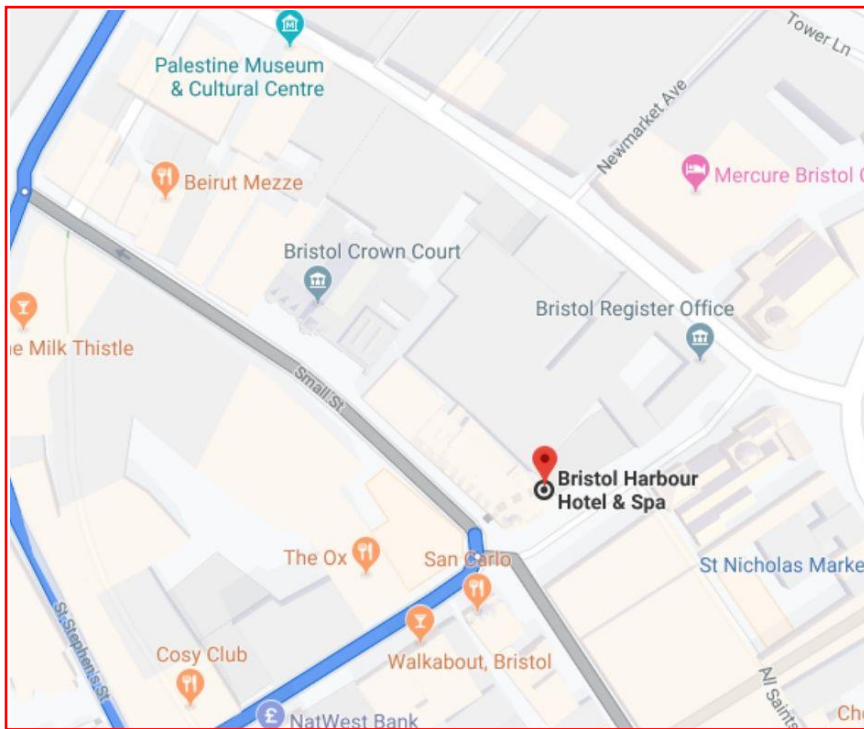 Tower Ln
Palestine Museum
& Cultural Centre
Newmarket Ave
Beirut Mezze
Mercure Bristol
Bristol Crown Court
Bristol Register Office
e Milk Thistle
Small St
Bristol Harbour
Hotel & Spa
The Ox
San Carlo
St Nicholas Marke
St Stephen's St
Cosy Club
Walkabout, Bristol
All Saints
NatWest Bank